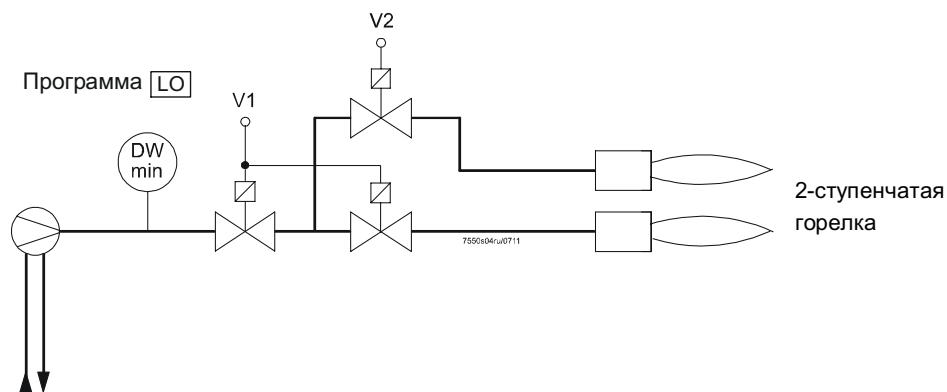 V2
Программа LO
V1
DW
min
2-ступенчатая
горелка
7550s04ru/0711